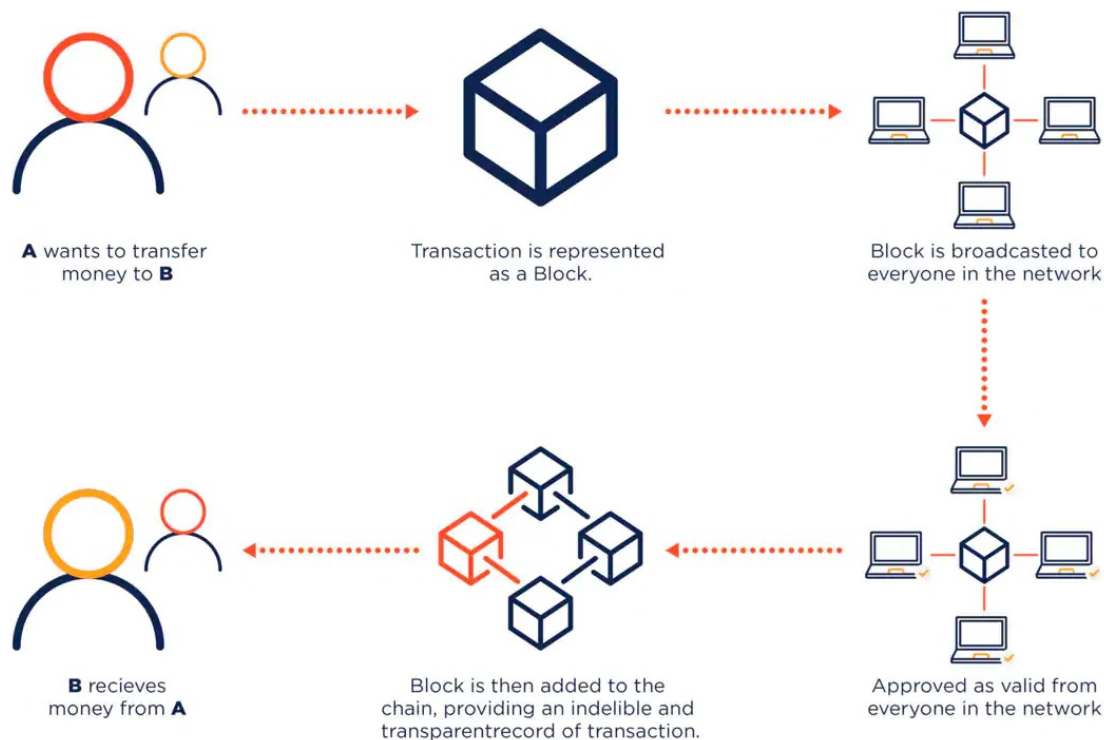 A wants to transfer
money to B
Transaction is represented
as a Block.
Block is broadcasted to
everyone in the network
Approved as valid from
everyone in the network
Block is then added to the
chain, providing an indelible and
transparentrecord of transaction.
B recieves
money from A